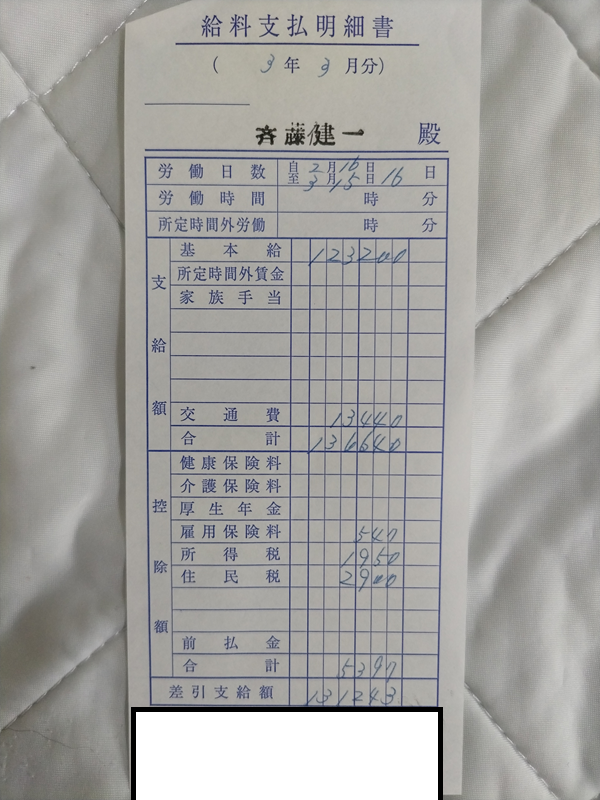 給料支払明細書
( 3年 3月分)
斉藤健一 殿
労働日数 自 2月16日 至 3月15日 16日
労働時間 時 分
所定時間外労働 時 分
支給額
基本給 123200
所定時間外賃金
家族手当
交通費 13440
合計 136640
控除額
健康保険料
介護保険料
厚生年金
雇用保険料 547
所得税 1950
住民税 2900
前払金
合計 5397
差引支給額 131243